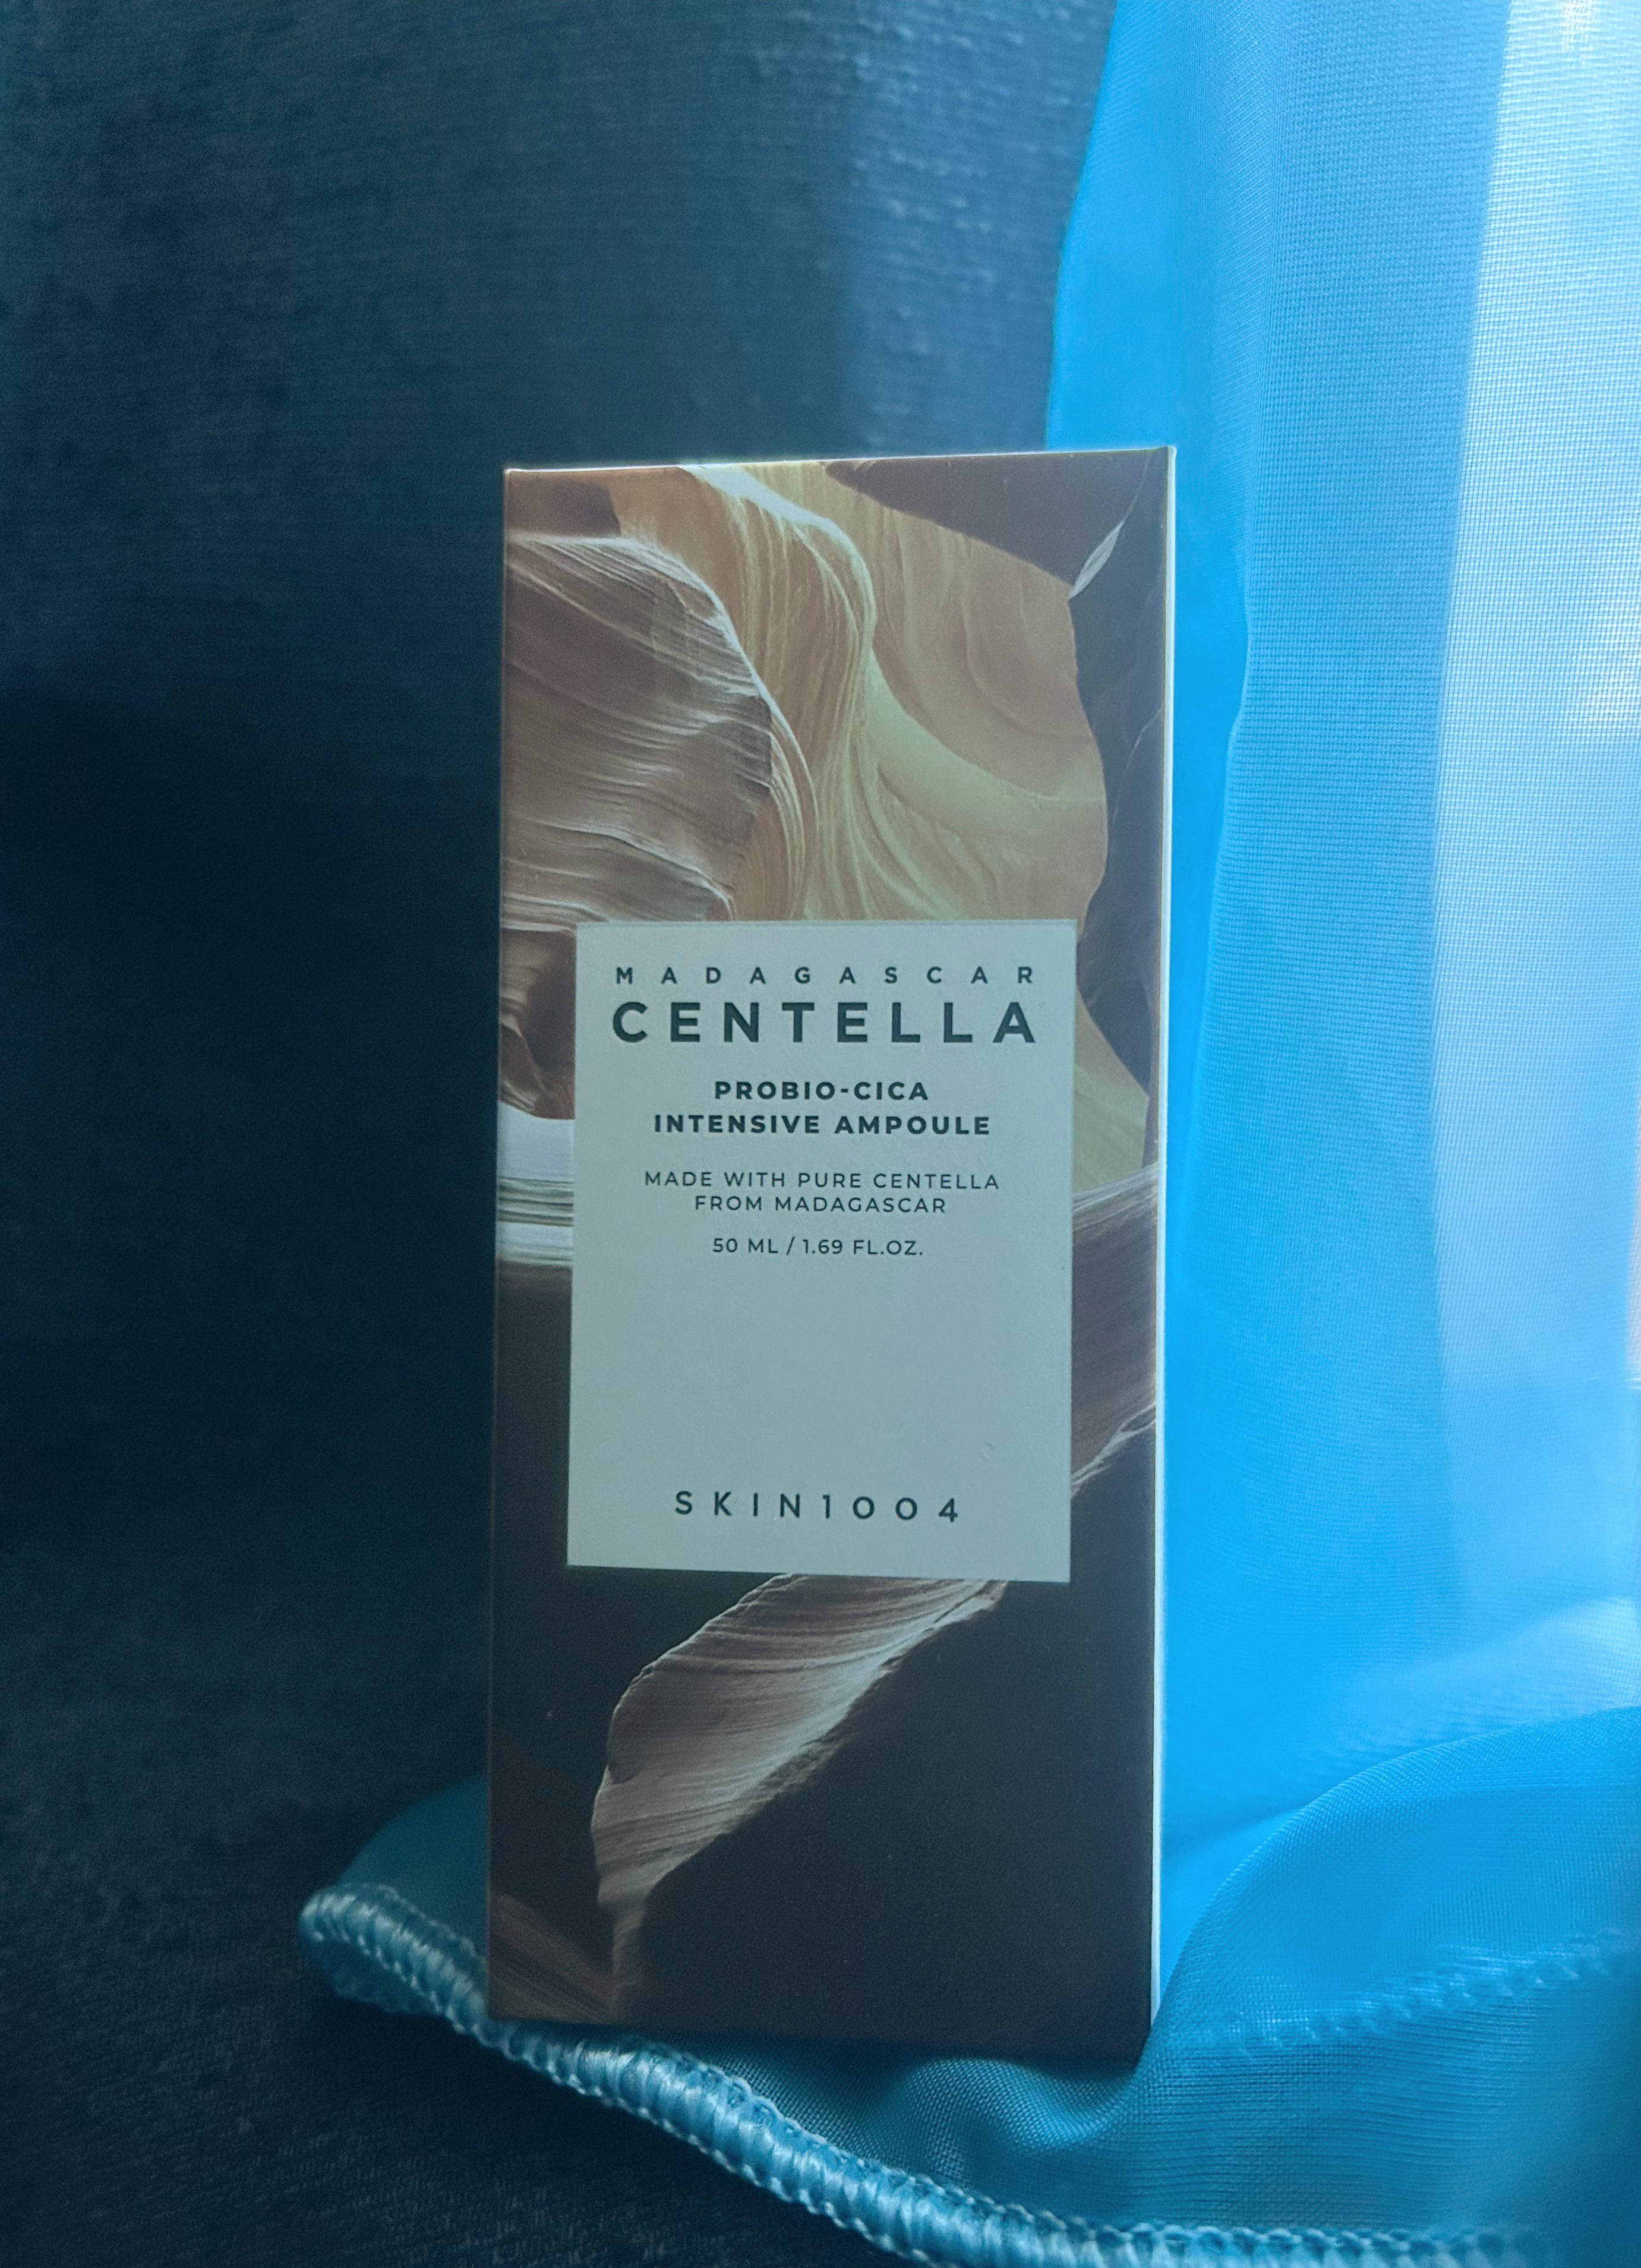 MADAGASCAR
CENTELLA
PROBIO-CICA
INTENSIVE AMPOULE
MADE WITH PURE CENTELLA
FROM MADAGASCAR
50 ML / 1.69 FL.OZ.
SKIN1004